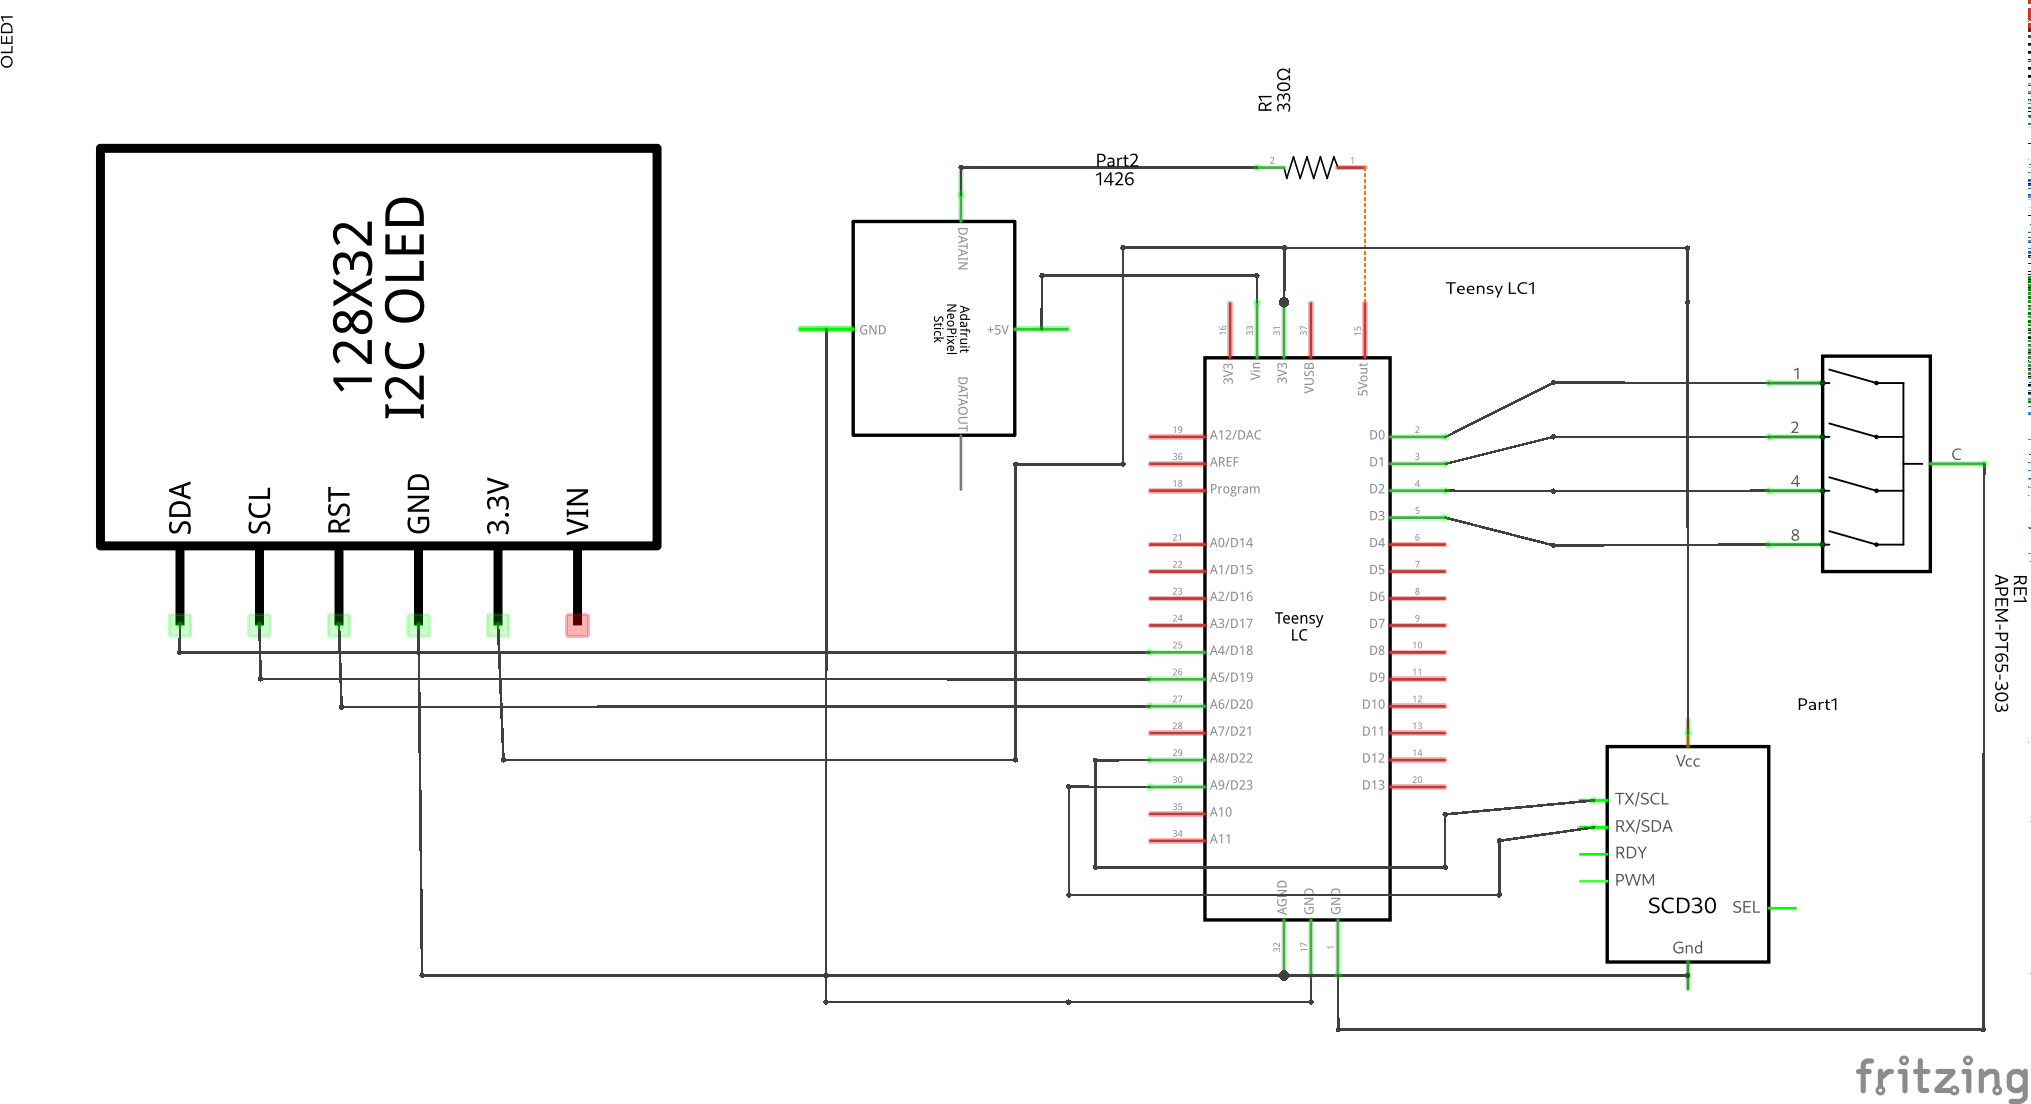 OLED1
R1
330Ω
Part2
1426
2
1
128X32
I2C OLED
SDA
SCL
RST
GND
3.3V
VIN
DATAIN
GND
Adafruit
NeoPixel
Stick
+5V
DATAOUT
Teensy LC1
16
33
31
37
15
3V3
Vin
3V3
VUSB
5Vout
19
A12/DAC
36
AREF
18
Program
21
A0/D14
22
A1/D15
23
A2/D16
24
A3/D17
25
A4/D18
26
A5/D19
27
A6/D20
28
A7/D21
29
A8/D22
30
A9/D23
35
A10
34
A11
Teensy
LC
D0
2
D1
3
D2
4
D3
5
D4
6
D5
7
D6
8
D7
9
D8
10
D9
11
D10
12
D11
13
D12
14
D13
20
AGND
GND
GND
32
17
1
1
2
4
8
C
RE1
APEM-PT65-303
Part1
Vcc
TX/SCL
RX/SDA
RDY
PWM
SCD30
SEL
Gnd
fritzing